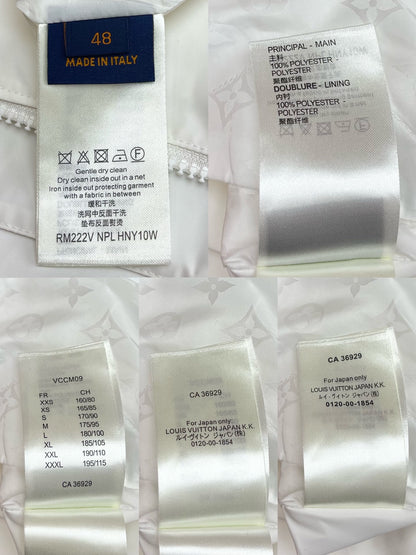 48
MADE IN ITALY
Gentle dry clean
Dry clean inside out in a net
Iron inside out protecting garment
with a fabric in between
缓和干洗
洗网中反面干洗
垫布反面熨烫
RM222V NPL HNY10W
PRINCIPAL - MAIN
主料
100% POLYESTER -
POLYESTER
聚酯纤维
DOUBLURE - LINING
内衬
100% POLYESTER -
POLYESTER
聚酯纤维
VCCM09
FR CH
XXS 160/80
XS 165/85
S 170/90
M 175/95
L 180/100
XL 185/105
XXL 190/110
XXXL 195/115
CA 36929
CA 36929
For Japan only:
LOUIS VUITTON JAPAN K.K.
ルイ・ヴィトン ジャパン(株)
0120-00-1854
CA 36929
For Japan only:
LOUIS VUITTON JAPAN K.K.
ルイ・ヴィトン ジャパン(株)
0120-00-1854